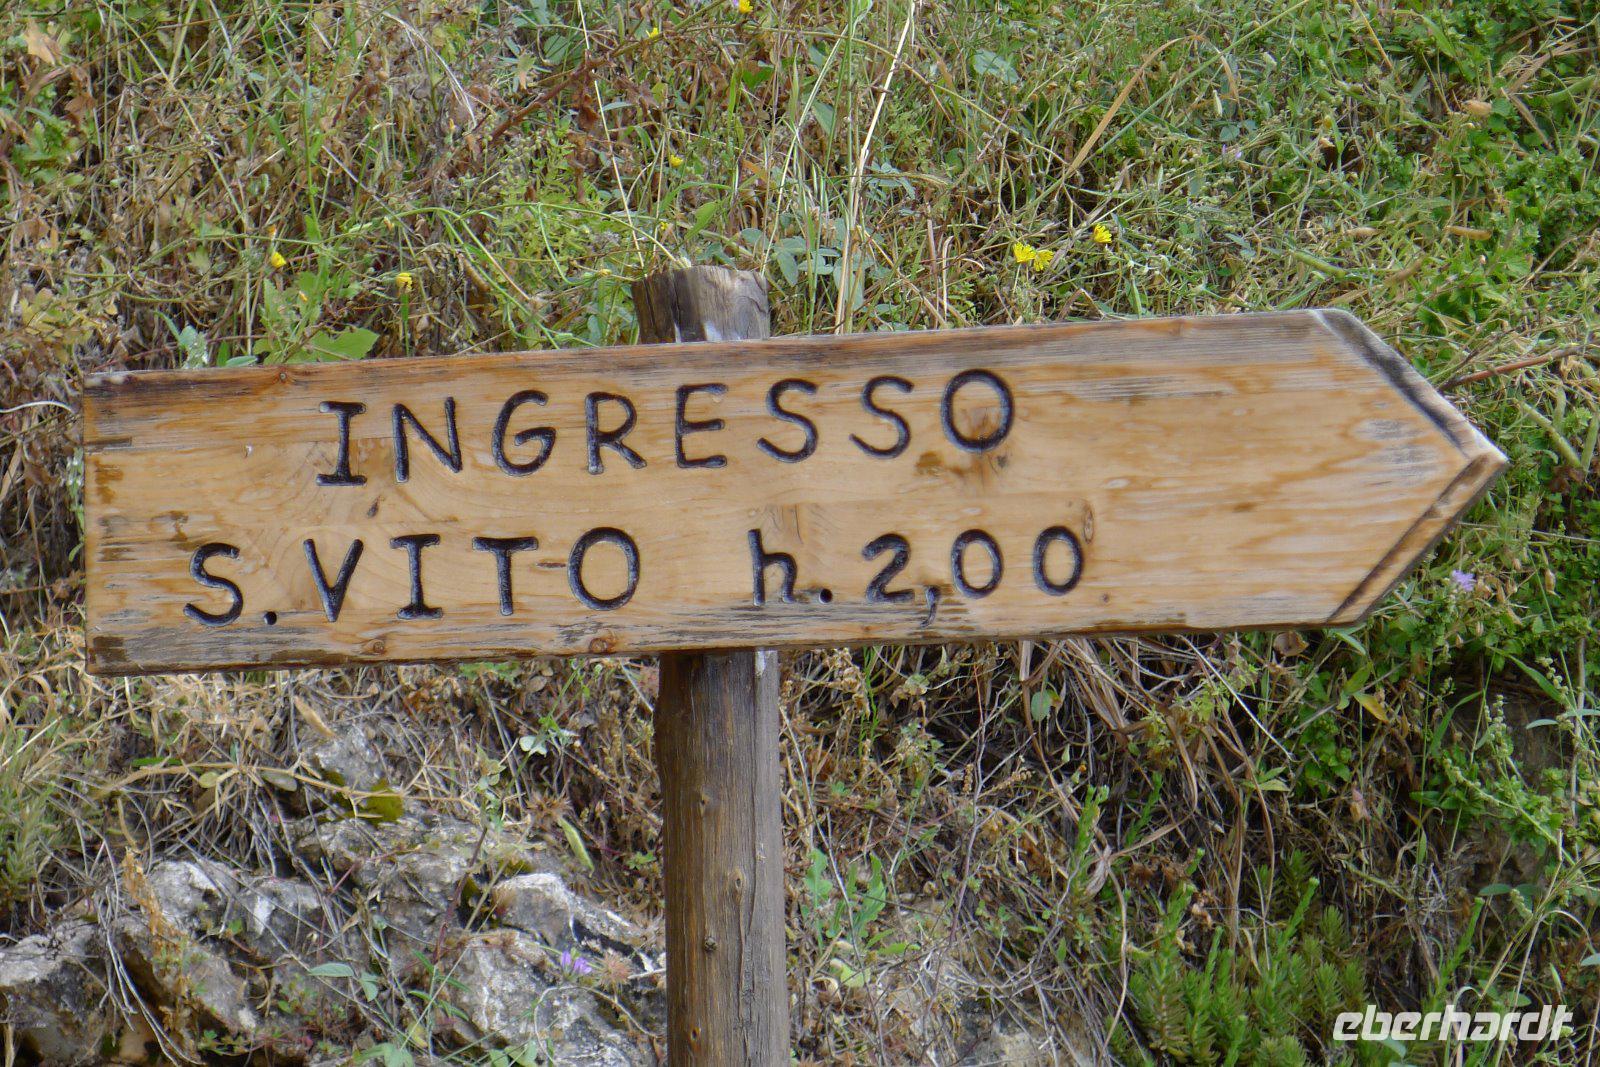 INGRESSO
S.VITO h.2,00
eberhardt